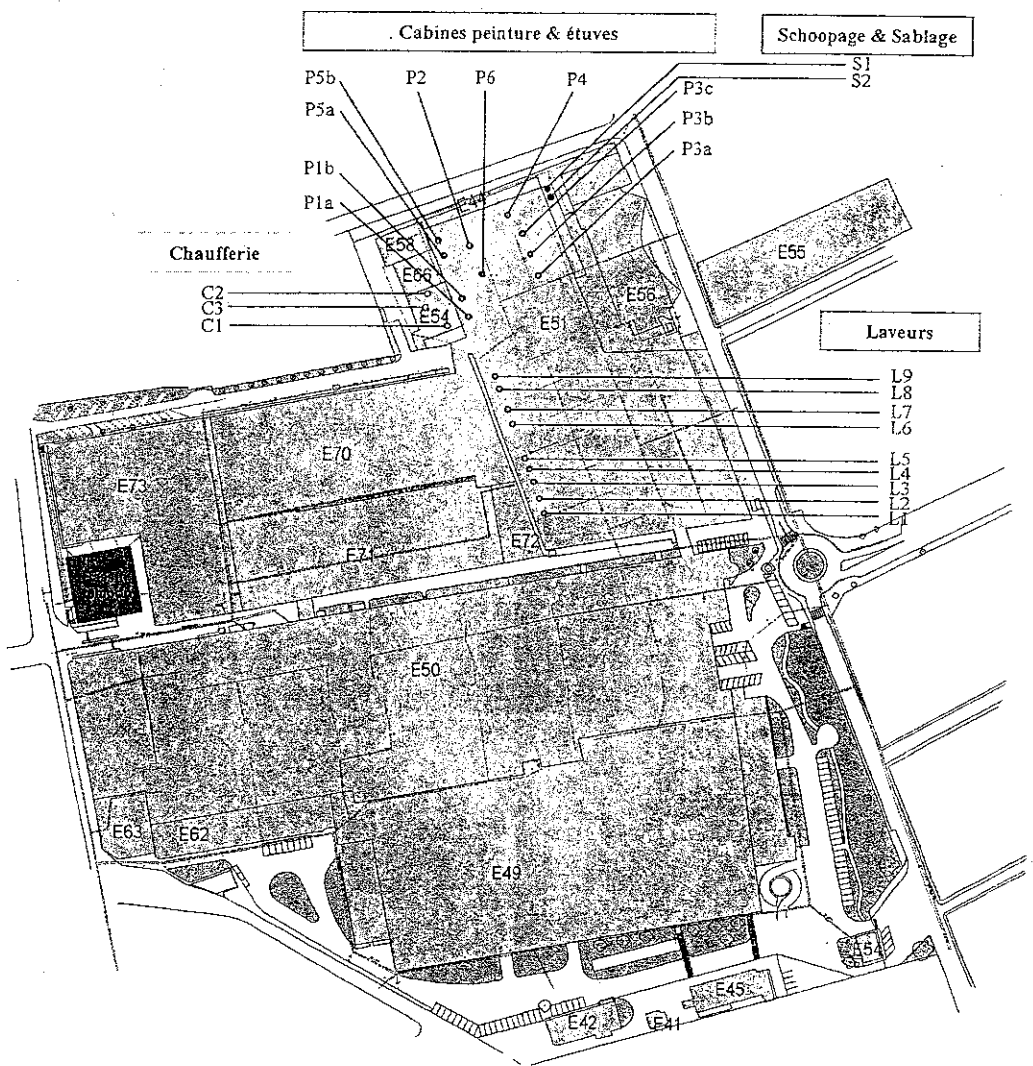 . Cabines peinture & étuves
Schoopage & Sablage
P5b
P2
P6
P4
S1
S2
P5a
P3c
P3b
P1b
P3a
P1a
E44
Chaufferie
E58
E55
E66
C2
E56
C3
E54
E51
C1
Laveurs
L9
L8
L7
L6
E70
L5
E73
L4
L3
L2
L1
E72
E71
E50
E63
E62
E49
E54
E45
E42
E41